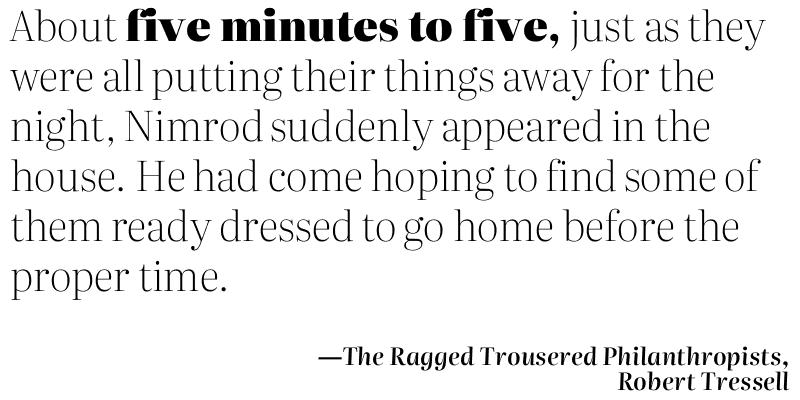 About five minutes to five, just as they
were all putting their things away for the
night, Nimrod suddenly appeared in the
house. He had come hoping to find some of
them ready dressed to go home before the
proper time.
—The Ragged Trousered Philanthropists,
Robert Tressell